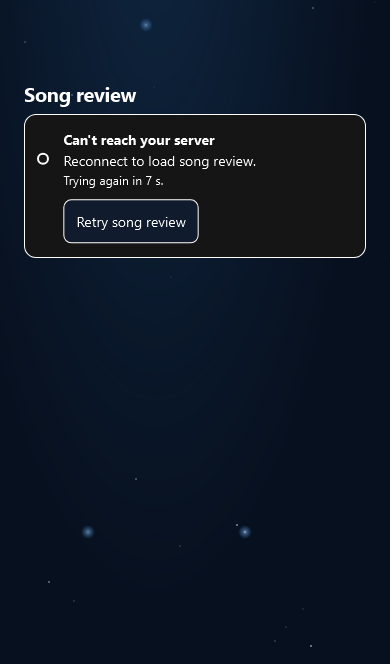 Song review
Can't reach your server
Reconnect to load song review.
Trying again in 7 s.
Retry song review